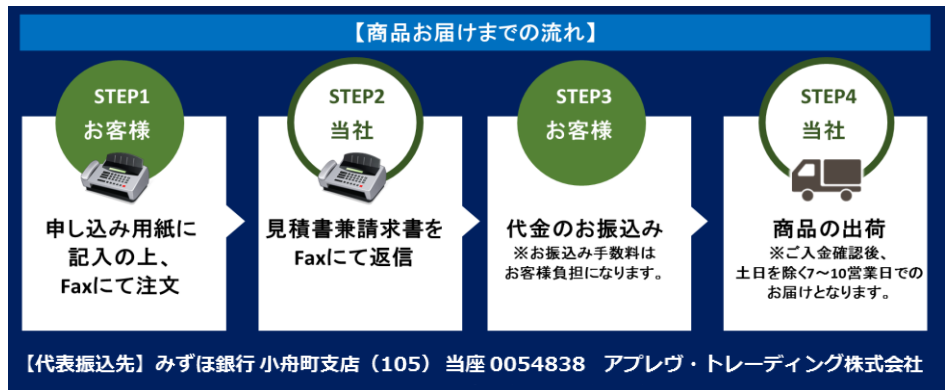 【商品お届けまでの流れ】
STEP1
お客様
申し込み用紙に
記入の上、
Faxにて注文
STEP2
当社
見積書兼請求書を
Faxにて返信
STEP3
お客様
代金のお振込み
※お振込み手数料は
お客様負担になります。
STEP4
当社
商品の出荷
※ご入金確認後、
土日を除く7～10営業日での
お届けとなります。
【代表振込先】みずほ銀行 小舟町支店（105） 当座 0054838　アプレヴ・トレーディング株式会社